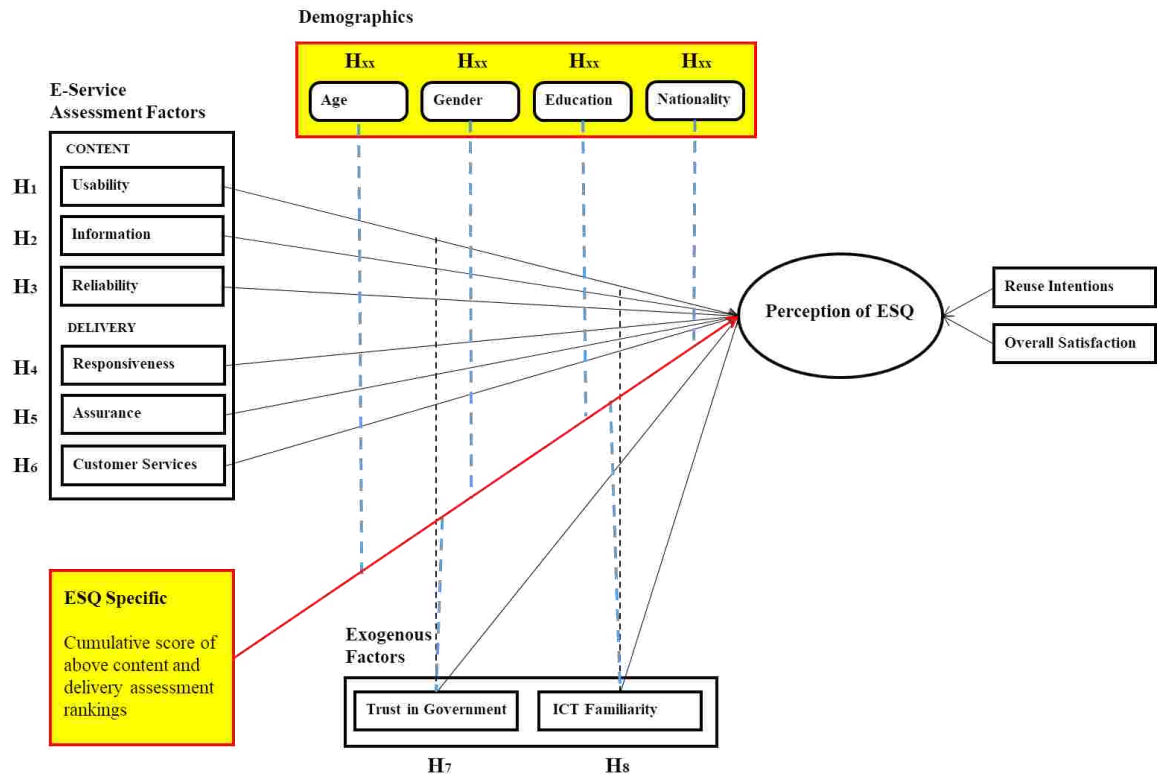 Demographics
Hxx Hxx Hxx Hxx
Age Gender Education Nationality
E-Service
Assessment Factors
CONTENT
H1 Usability
H2 Information
H3 Reliability
DELIVERY
H4 Responsiveness
H5 Assurance
H6 Customer Services
Perception of ESQ
Reuse Intentions
Overall Satisfaction
ESQ Specific
Cumulative score of
above content and
delivery assessment
rankings
Exogenous
Factors
Trust in Government ICT Familiarity
H7 H8